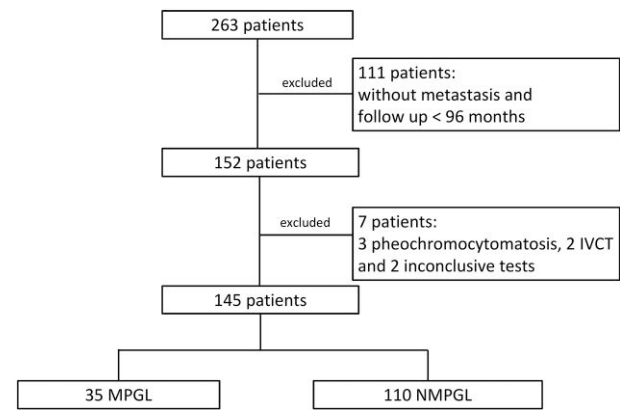 263 patients
excluded
111 patients:
without metastasis and
follow up < 96 months
152 patients
excluded
7 patients:
3 pheochromocytomatosis, 2 IVCT
and 2 inconclusive tests
145 patients
35 MPGL
110 NMPGL